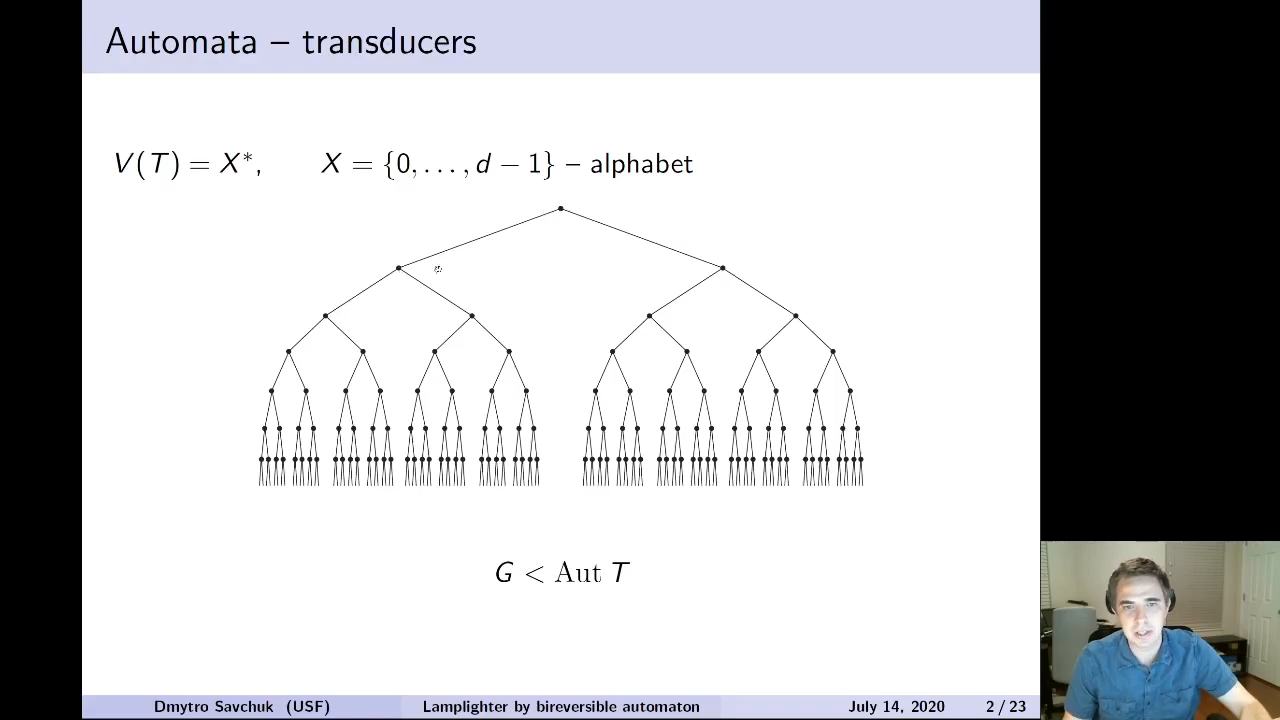 Automata – transducers
V(T) = X*, X = {0, . . . , d − 1} – alphabet
G < Aut T
Dmytro Savchuk (USF) Lamplighter by bireversible automaton July 14, 2020 2 / 23